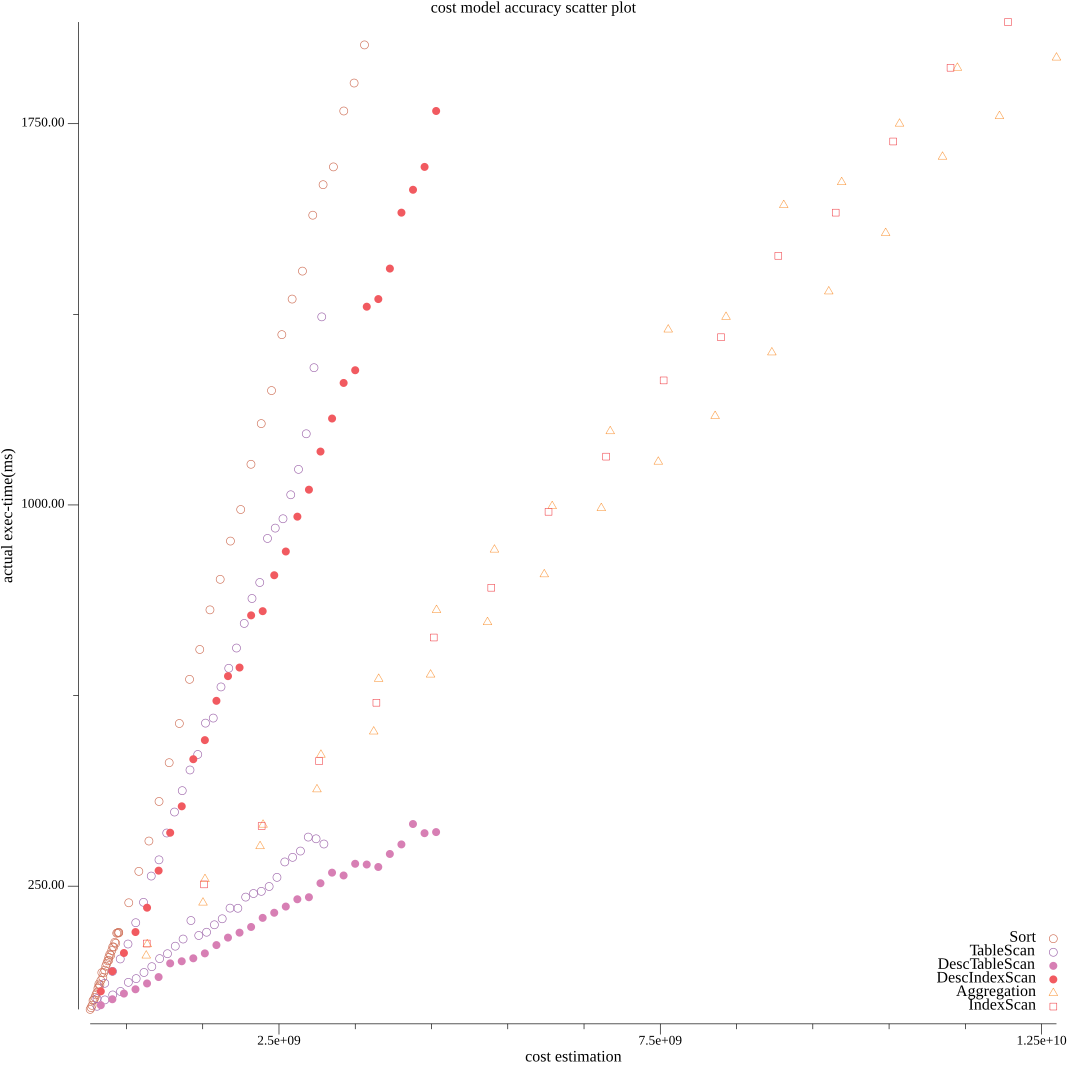 cost model accuracy scatter plot
1750.00
1000.00
250.00
actual exec-time(ms)
Sort
TableScan
DescTableScan
DescIndexScan
Aggregation
IndexScan
2.5e+09
7.5e+09
1.25e+10
cost estimation